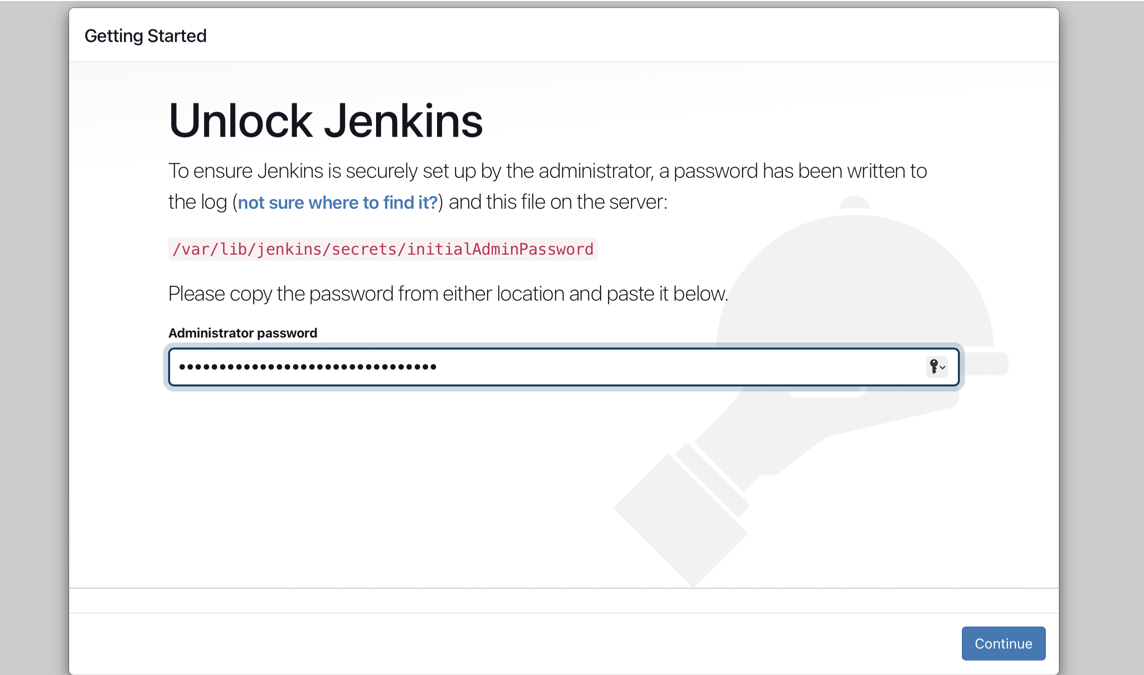 Getting Started
Unlock Jenkins
To ensure Jenkins is securely set up by the administrator, a password has been written to
the log (not sure where to find it?) and this file on the server:
/var/lib/jenkins/secrets/initialAdminPassword
Please copy the password from either location and paste it below.
Administrator password
••••••••••••••••••••••••••••••••
Continue